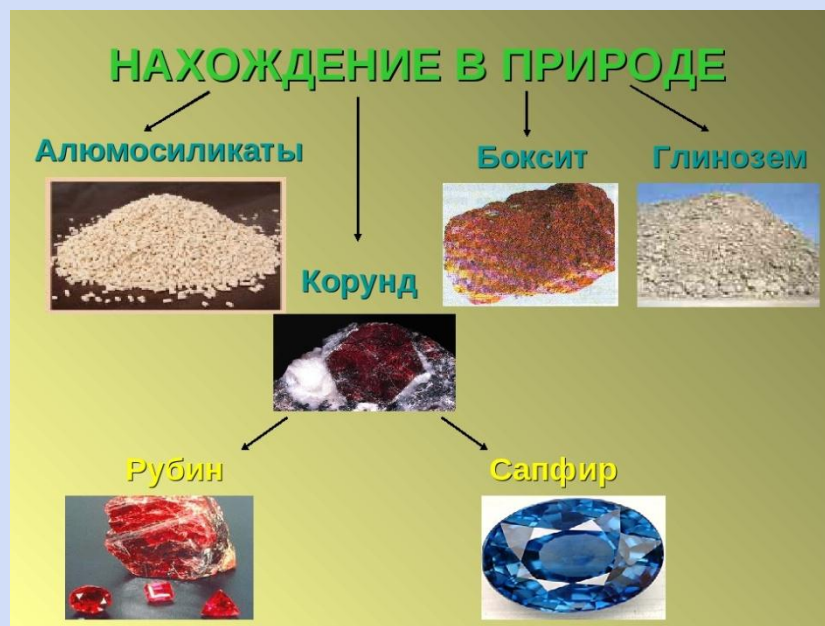 НАХОЖДЕНИЕ В ПРИРОДЕ
Алюмосиликаты
Боксит
Глинозем
Корунд
Рубин
Сапфир